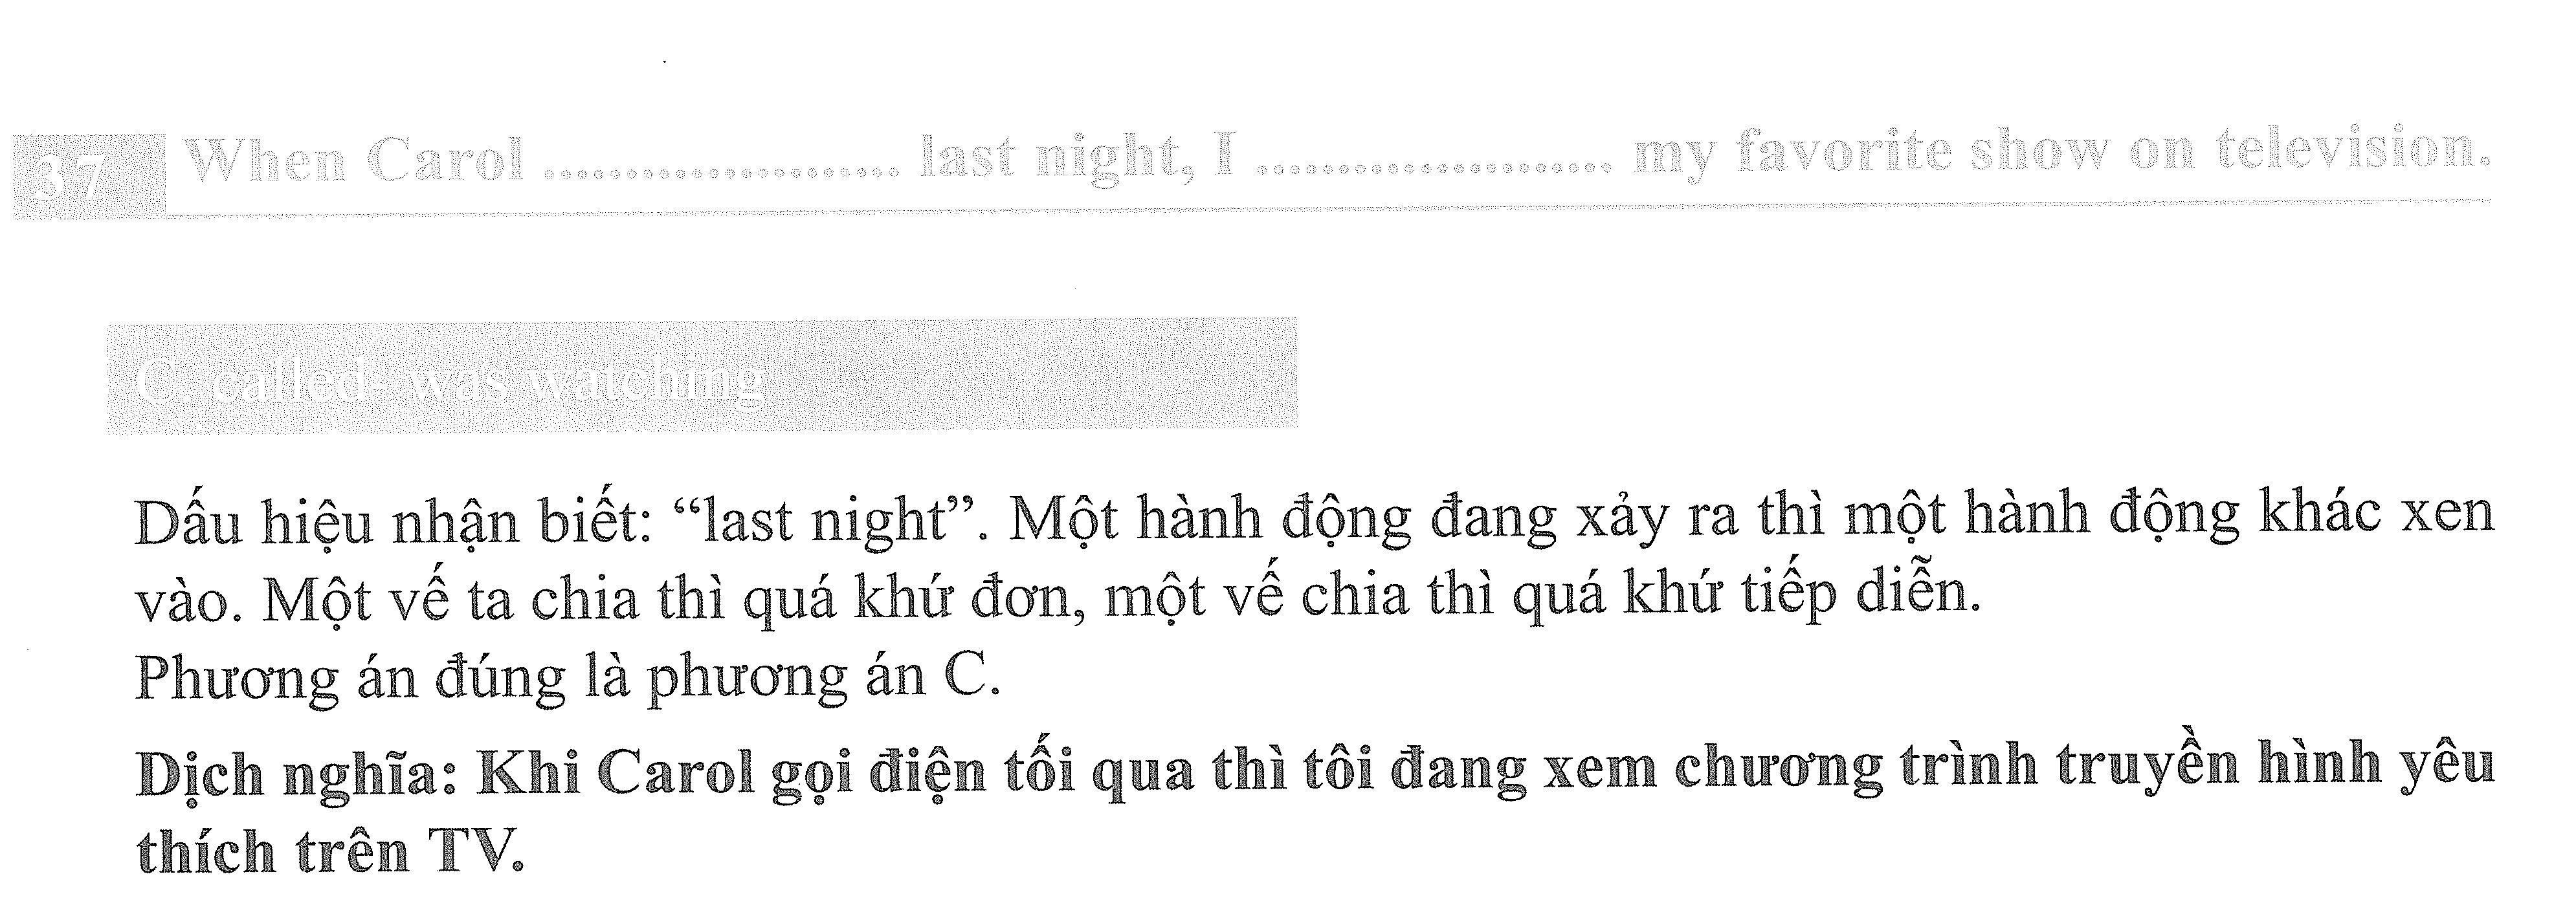 37 When Carol ...................... last night, I ...................... my favorite show on television.
C. called- was watching
Dấu hiệu nhận biết: “last night”. Một hành động đang xảy ra thì một hành động khác xen
vào. Một vế ta chia thì quá khứ đơn, một vế chia thì quá khứ tiếp diễn.
Phương án đúng là phương án C.
Dịch nghĩa: Khi Carol gọi điện tối qua thì tôi đang xem chương trình truyền hình yêu
thích trên TV.